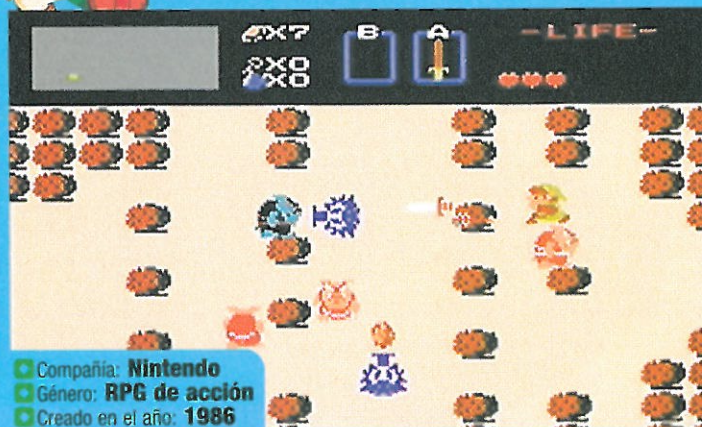 X7
B A -LIFE-
X0
X0
Compañía: Nintendo
Género: RPG de acción
Creado en el año: 1986